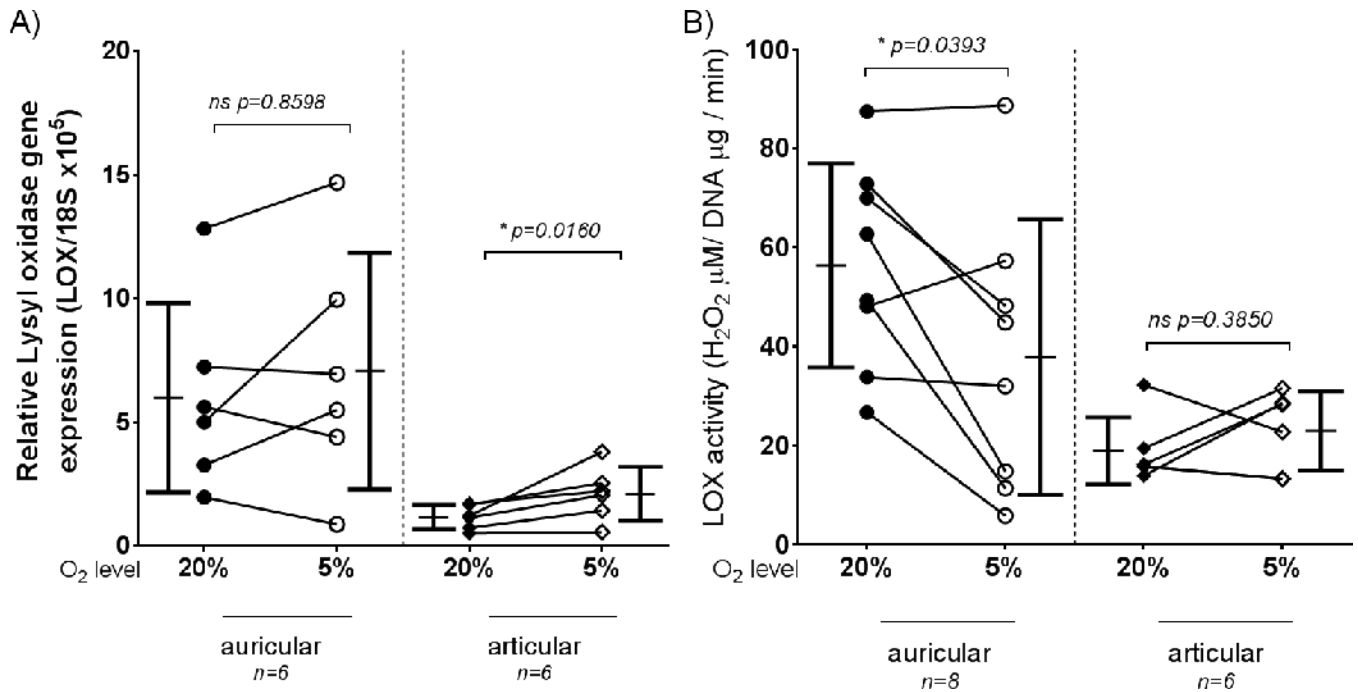 A)
Relative Lysyl oxidase gene
expression (LOX/18S x10⁵)
20
15
10
5
0
ns p=0.8598
* p=0.0160
O₂ level 20% 5% 20% 5%
auricular articular
n=6 n=6
B)
LOX activity (H₂O₂ μM/ DNA μg / min)
100
80
60
40
20
0
* p=0.0393
ns p=0.3850
O₂ level 20% 5% 20% 5%
auricular articular
n=8 n=6